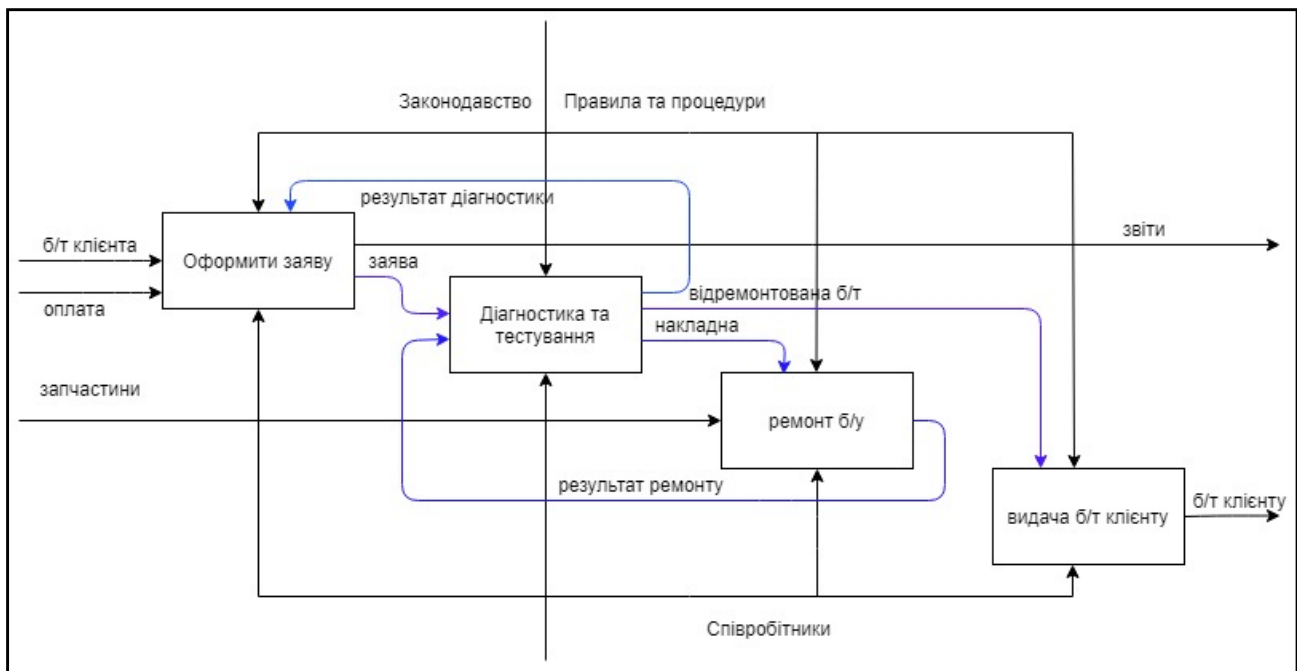 Законодавство
Правила та процедури
результат діагностики
б/т клієнта
Оформити заяву
звіти
заява
оплата
Діагностика та
тестування
відремонтована б/т
накладна
запчастини
ремонт б/у
результат ремонту
видача б/т клієнту
б/т клієнту
Співробітники